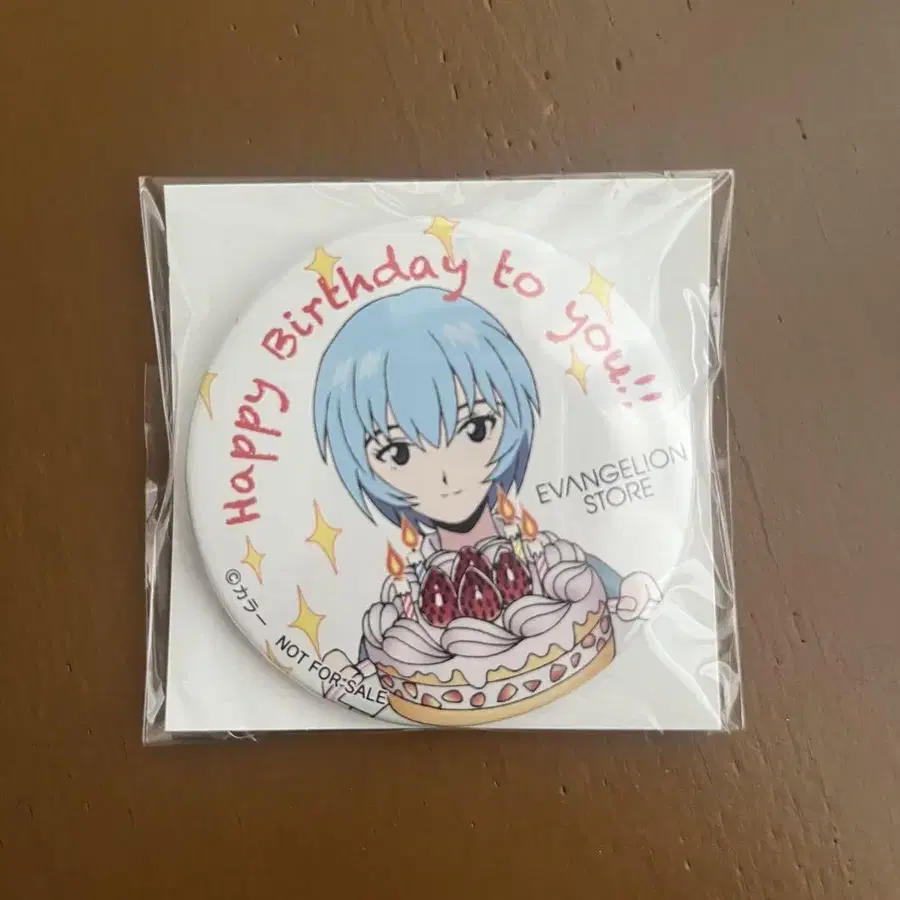 Happy Birthday to you!!
EVANGELION
STORE
©カラー
NOT FOR SALE